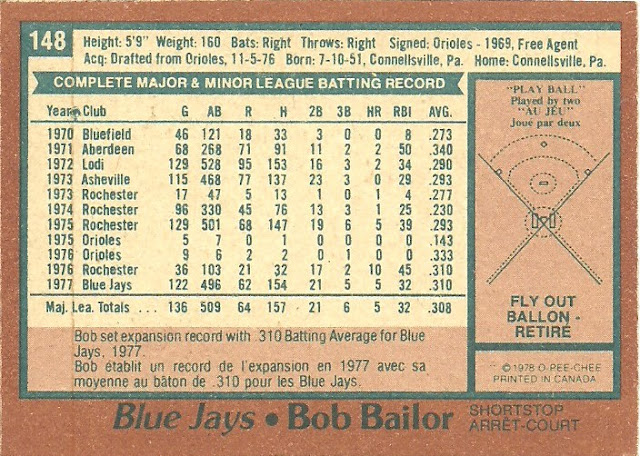 148 Height: 5'9" Weight: 160 Bats: Right Throws: Right Signed: Orioles - 1969, Free Agent
Acq: Drafted from Orioles, 11-5-76 Born: 7-10-51, Connellsville, Pa. Home: Connellsville, Pa.
COMPLETE MAJOR & MINOR LEAGUE BATTING RECORD
Year Club G AB R H 2B 3B HR RBI AVG.
1970 Bluefield 46 121 18 33 3 0 0 8 .273
1971 Aberdeen 68 268 71 91 11 2 2 50 .340
1972 Lodi 129 528 95 153 16 3 2 34 .290
1973 Asheville 115 468 77 137 23 3 0 29 .293
1973 Rochester 17 47 5 13 1 0 1 4 .277
1974 Rochester 96 330 45 76 13 3 1 25 .230
1975 Rochester 129 501 68 147 19 6 5 39 .293
1975 Orioles 5 7 0 1 0 0 0 0 .143
1976 Orioles 9 6 2 2 0 1 0 0 .333
1976 Rochester 36 103 21 32 17 2 10 45 .310
1977 Blue Jays 122 496 62 154 21 5 5 32 .310
Maj. Lea. Totals . . . 136 509 64 157 21 6 5 32 .308
Bob set expansion record with .310 Batting Average for Blue
Jays, 1977.
Bob établit un record de l'expansion en 1977 avec sa
moyenne au bâton de .310 pour les Blue Jays.
"PLAY BALL"
Played by two
"AU JEU"
Joué par deux
FLY OUT
BALLON -
RETIRÉ
© 1978 O-PEE-CHEE
PRINTED IN CANADA
Blue Jays • Bob Bailor SHORTSTOP
ARRÊT-COURT